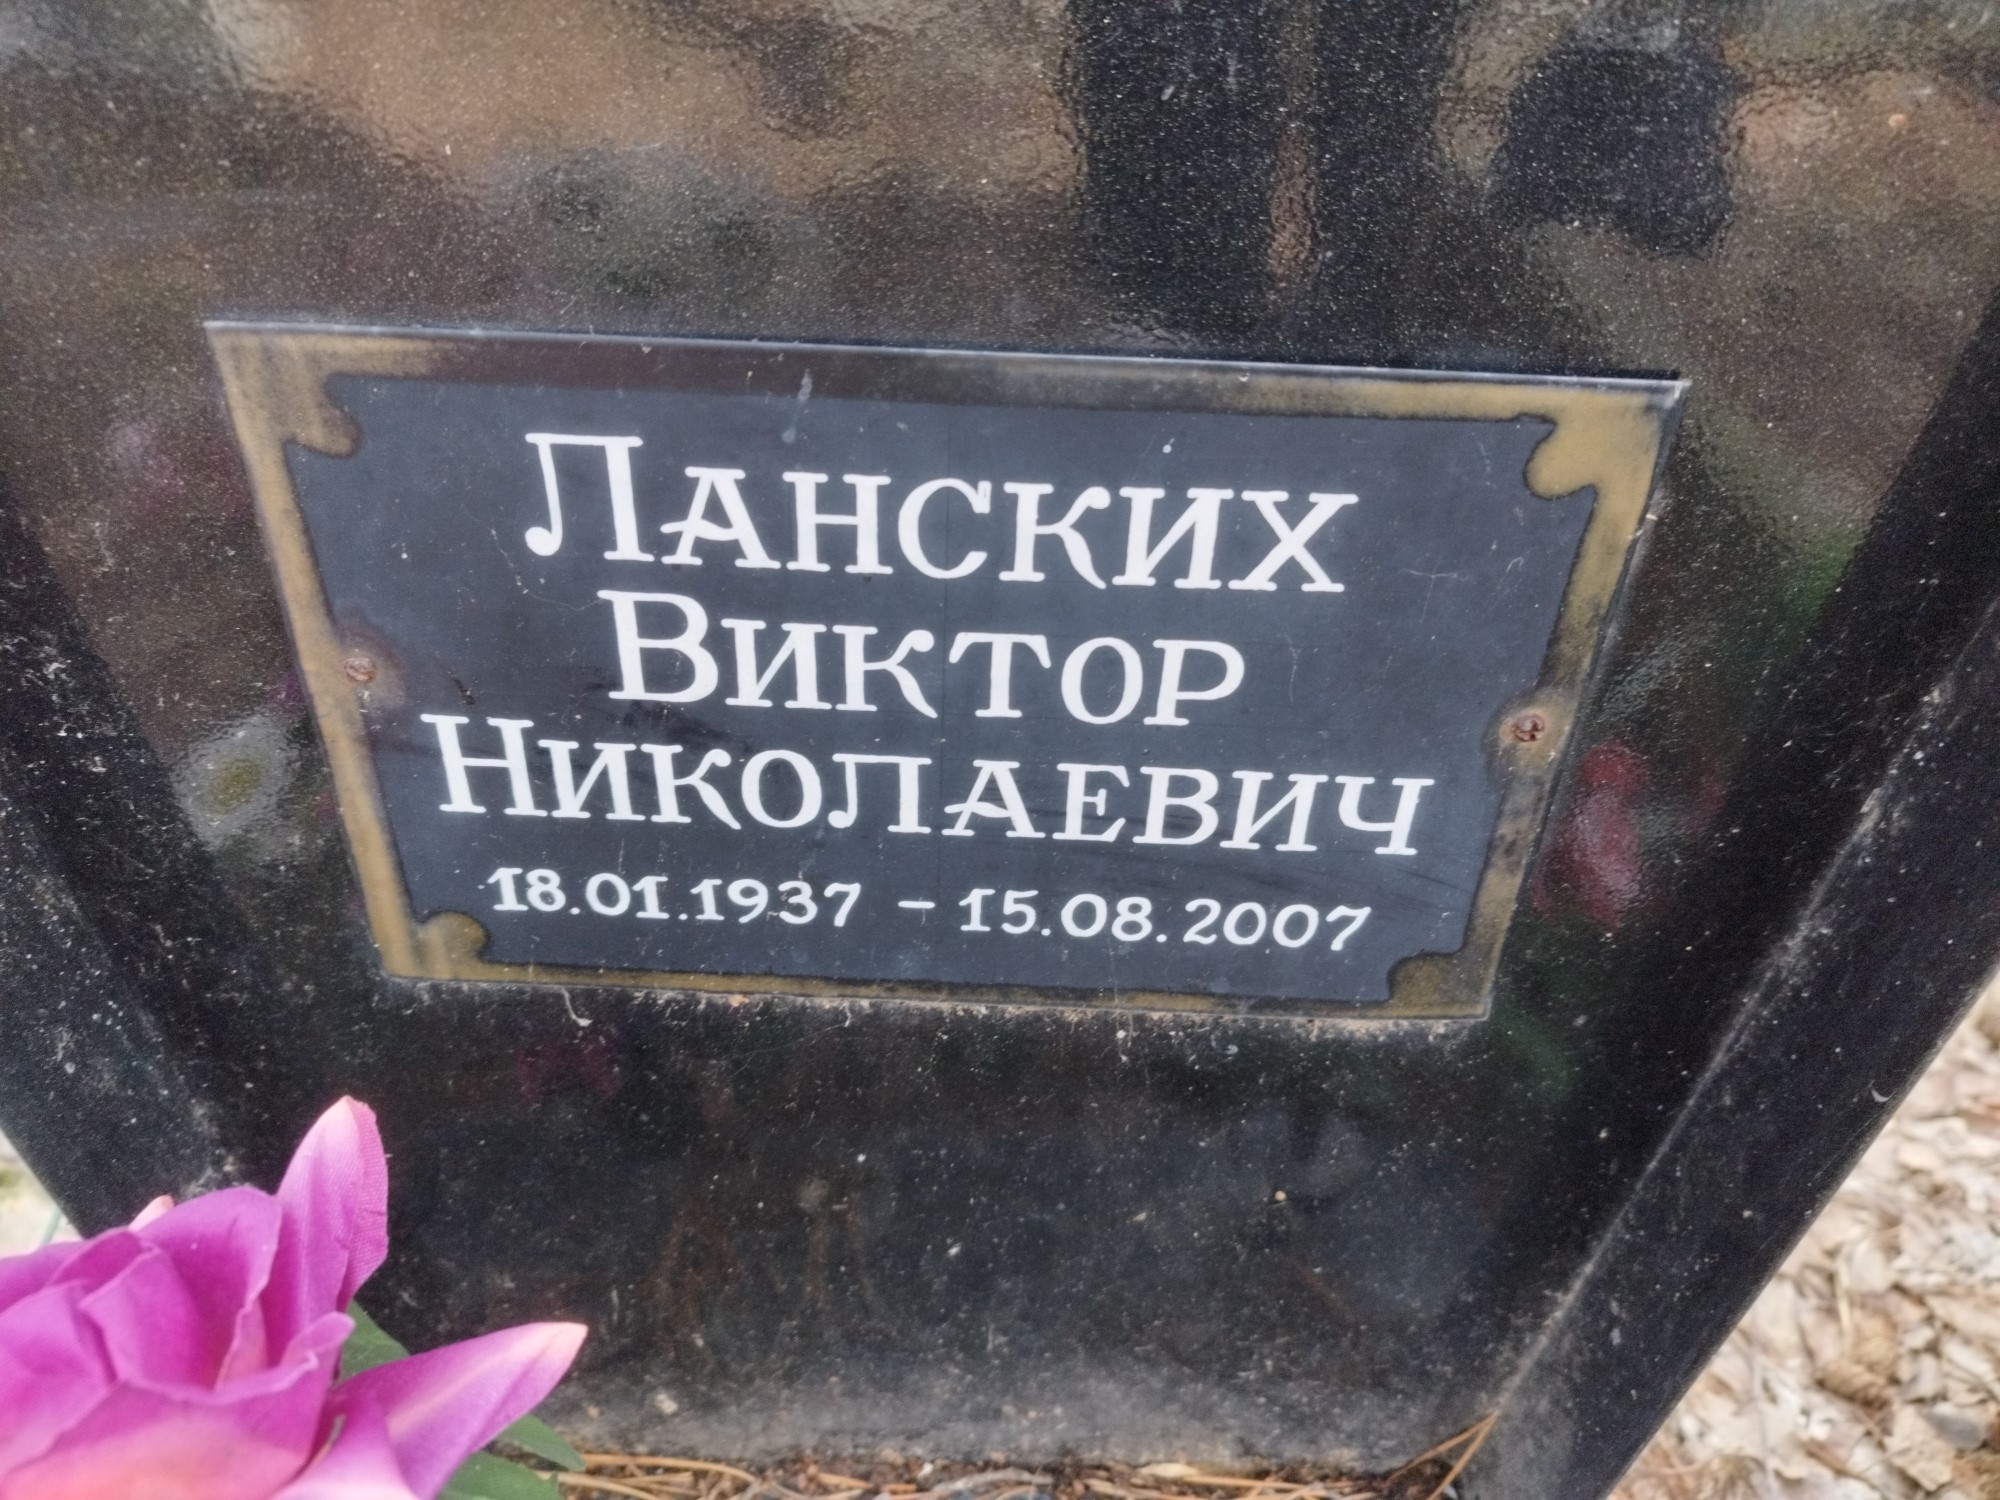 Ланских
Виктор
Николаевич
18.01.1937 - 15.08.2007